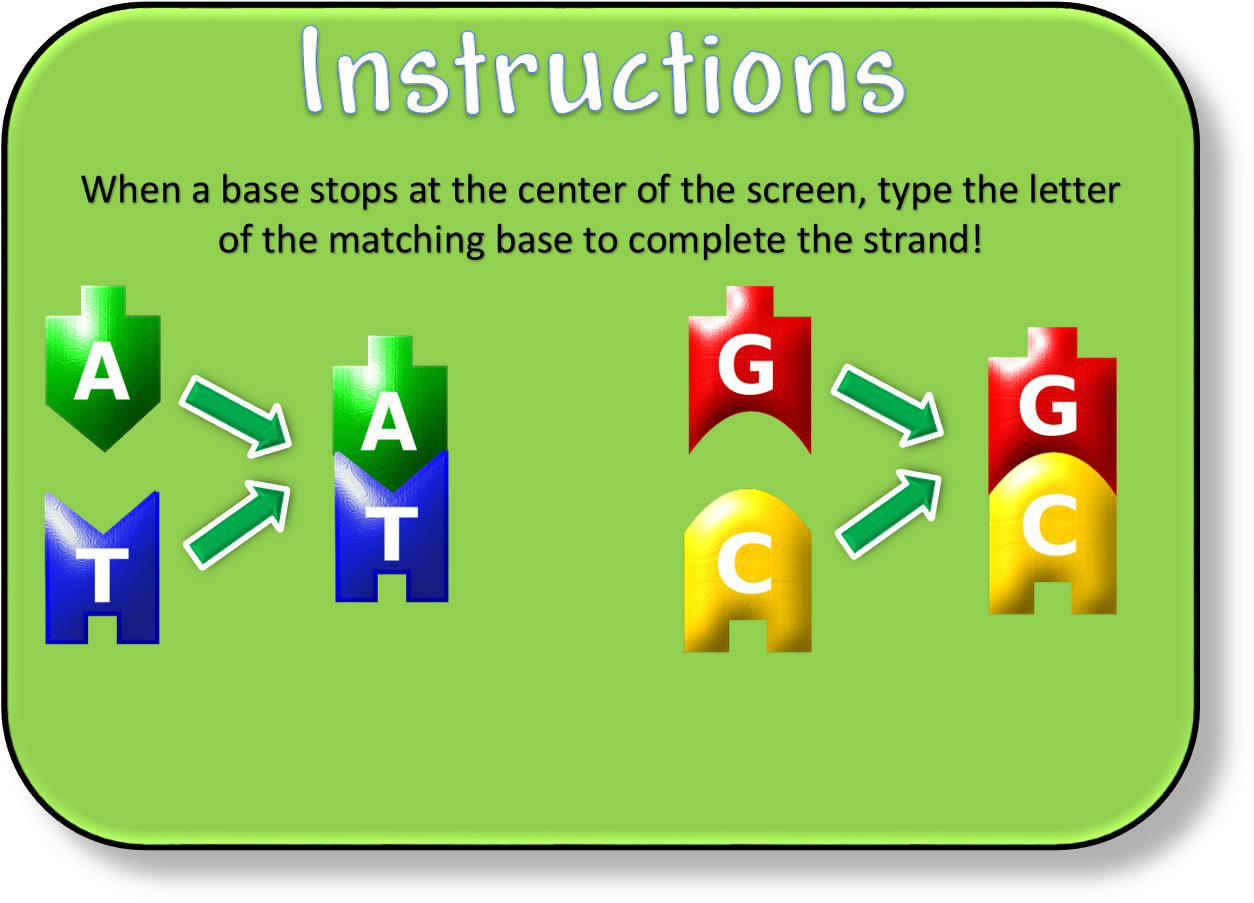 Instructions
When a base stops at the center of the screen, type the letter
of the matching base to complete the strand!
A
T
A
T
G
C
G
C